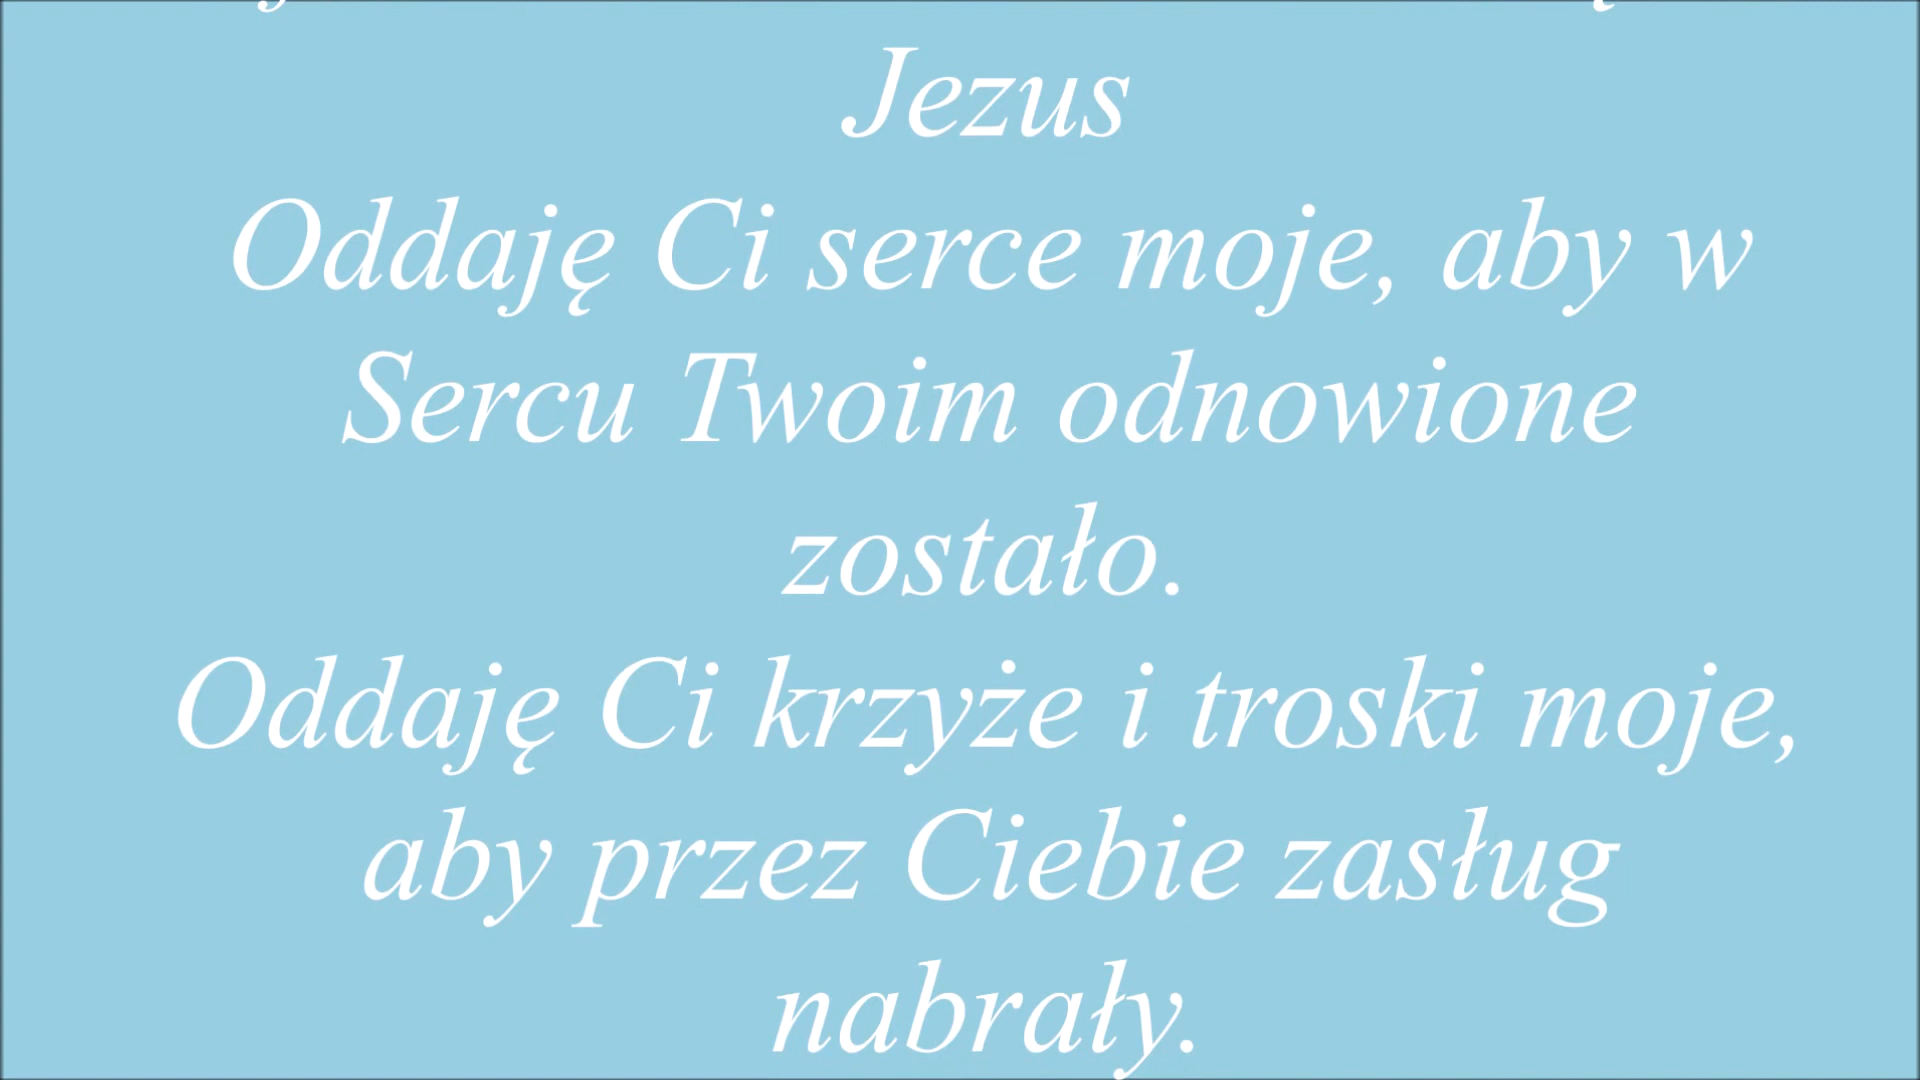 Jezus
Oddaję Ci serce moje, aby w
Sercu Twoim odnowione
zostało.
Oddaję Ci krzyże i troski moje,
aby przez Ciebie zasług
nabrały.